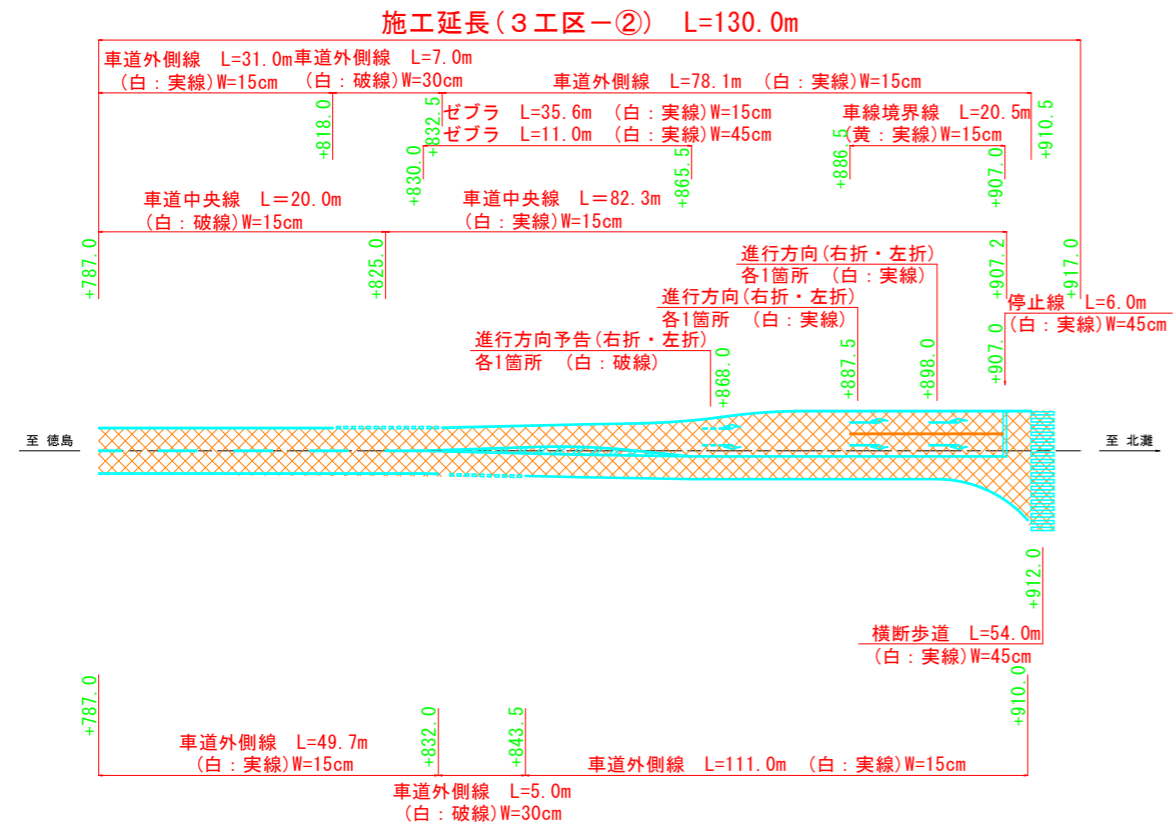 施工延長(３工区－②)　L=130.0m
車道外側線　L=31.0m
(白：実線)W=15cm
車道外側線　L=7.0m
(白：破線)W=30cm
車道外側線　L=78.1m　(白：実線)W=15cm
+818.0
+832.5
ゼブラ　L=35.6m　(白：実線)W=15cm
ゼブラ　L=11.0m　(白：実線)W=45cm
車線境界線　L=20.5m
(黄：実線)W=15cm
+910.5
+830.0
+865.5
+886.5
+907.0
車道中央線　L＝20.0m
(白：破線)W=15cm
車道中央線　L＝82.3m
(白：実線)W=15cm
+787.0
+825.0
+907.2
+917.0
進行方向(右折・左折)
各1箇所　(白：実線)
進行方向(右折・左折)
各1箇所　(白：実線)
進行方向予告(右折・左折)
各1箇所　(白：破線)
停止線　L=6.0m
(白：実線)W=45cm
+868.0
+887.5
+898.0
+907.0
至 徳島
至 北灘
+912.0
横断歩道　L=54.0m
(白：実線)W=45cm
+787.0
+832.0
+843.5
+910.0
車道外側線　L=49.7m
(白：実線)W=15cm
車道外側線　L=111.0m　(白：実線)W=15cm
車道外側線　L=5.0m
(白：破線)W=30cm